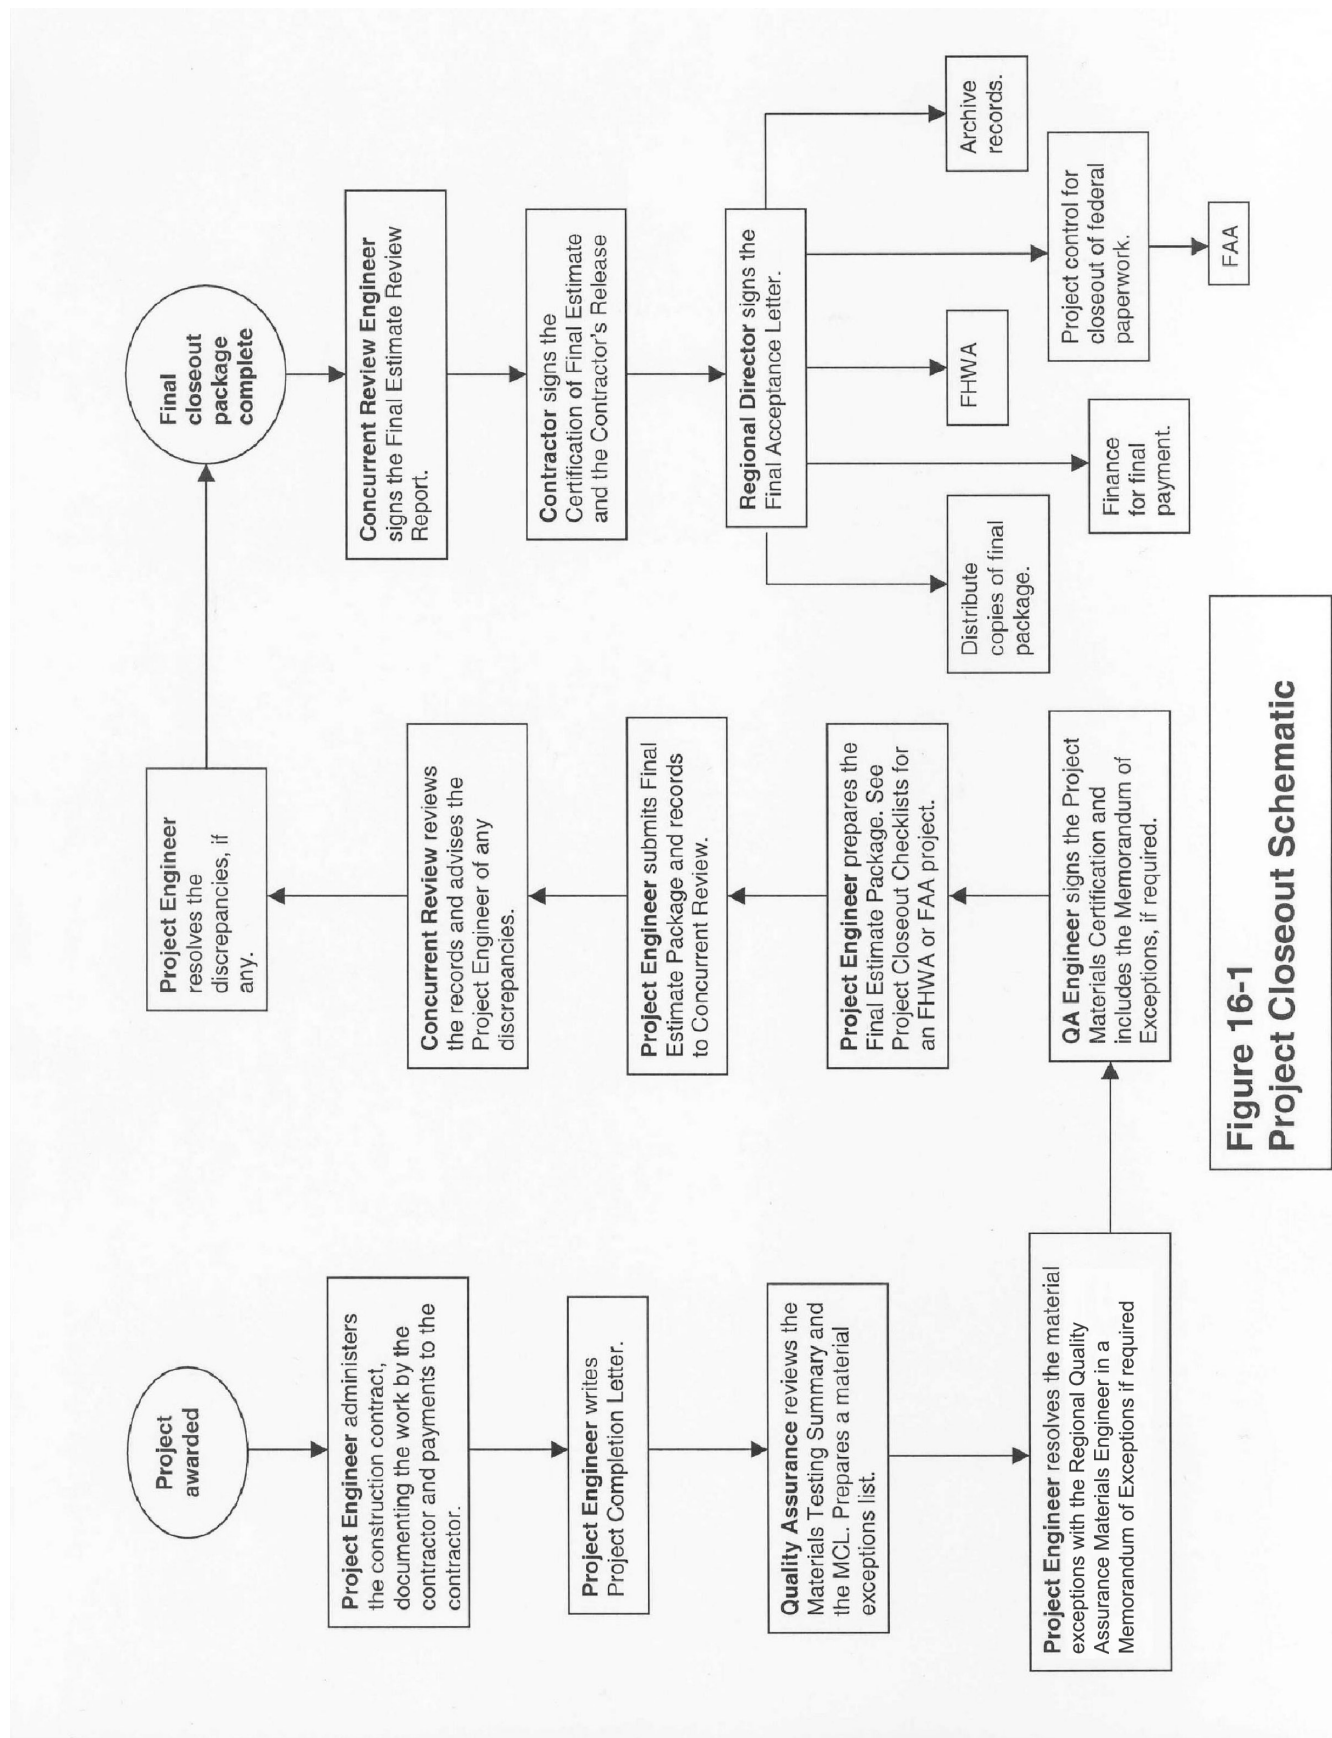 Project
awarded
Project Engineer administers
the construction contract,
documenting the work by the
contractor and payments to the
contractor.
Project Engineer writes
Project Completion Letter.
Quality Assurance reviews the
Materials Testing Summary and
the MCL. Prepares a material
exceptions list.
Project Engineer resolves the material
exceptions with the Regional Quality
Assurance Materials Engineer in a
Memorandum of Exceptions if required
QA Engineer signs the Project
Materials Certification and
includes the Memorandum of
Exceptions, if required.
Project Engineer prepares the
Final Estimate Package. See
Project Closeout Checklists for
an FHWA or FAA project.
Project Engineer submits Final
Estimate Package and records
to Concurrent Review.
Concurrent Review reviews
the records and advises the
Project Engineer of any
discrepancies.
Project Engineer
resolves the
discrepancies, if
any.
Final
closeout
package
complete
Concurrent Review Engineer
signs the Final Estimate Review
Report.
Contractor signs the
Certification of Final Estimate
and the Contractor's Release
Regional Director signs the
Final Acceptance Letter.
Distribute
copies of final
package.
Finance
for final
payment.
FHWA
Project control for
closeout of federal
paperwork.
FAA
Archive
records.
Figure 16-1
Project Closeout Schematic